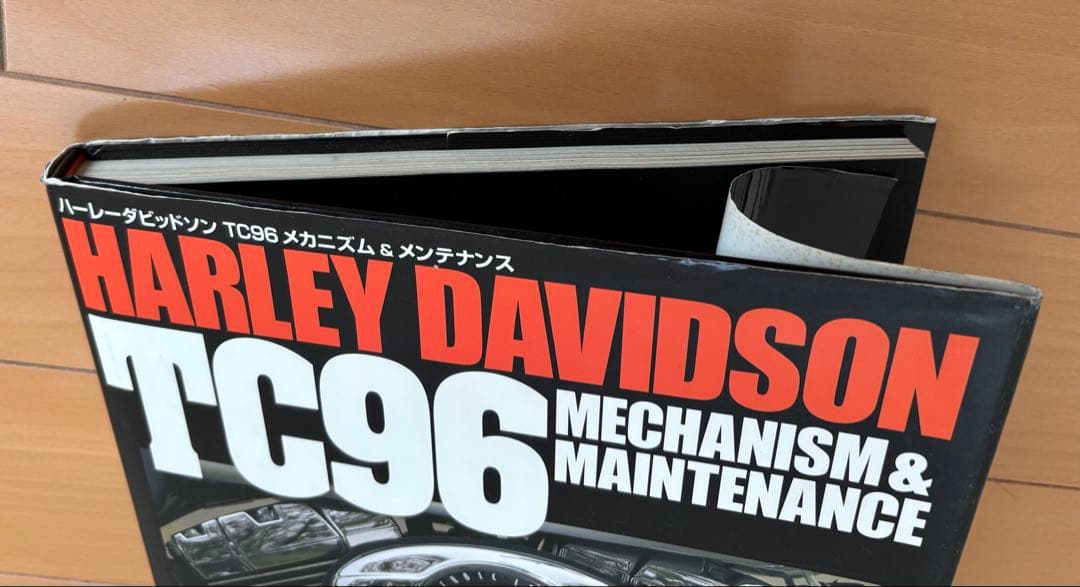 ハーレーダビッドソン TC96 メカニズム & メンテナンス
HARLEY DAVIDSON
TC96
MECHANISM &
MAINTENANCE